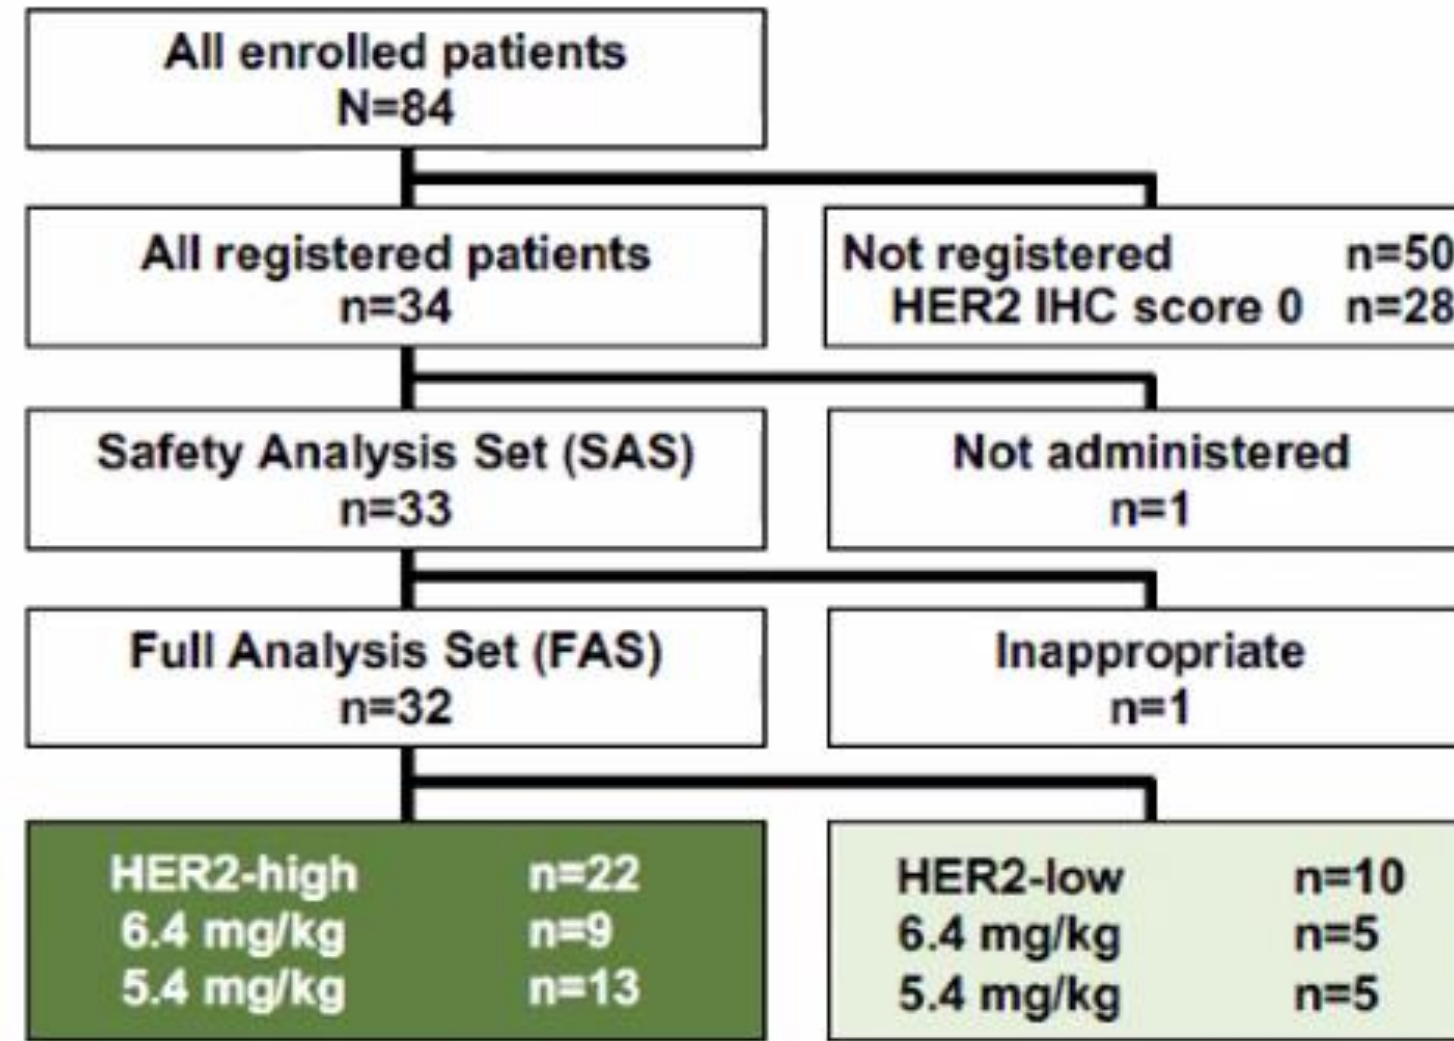 All enrolled patients
N=84
All registered patients
n=34
Not registered n=50
HER2 IHC score 0 n=28
Safety Analysis Set (SAS)
n=33
Not administered
n=1
Full Analysis Set (FAS)
n=32
Inappropriate
n=1
HER2-high n=22
6.4 mg/kg n=9
5.4 mg/kg n=13
HER2-low n=10
6.4 mg/kg n=5
5.4 mg/kg n=5